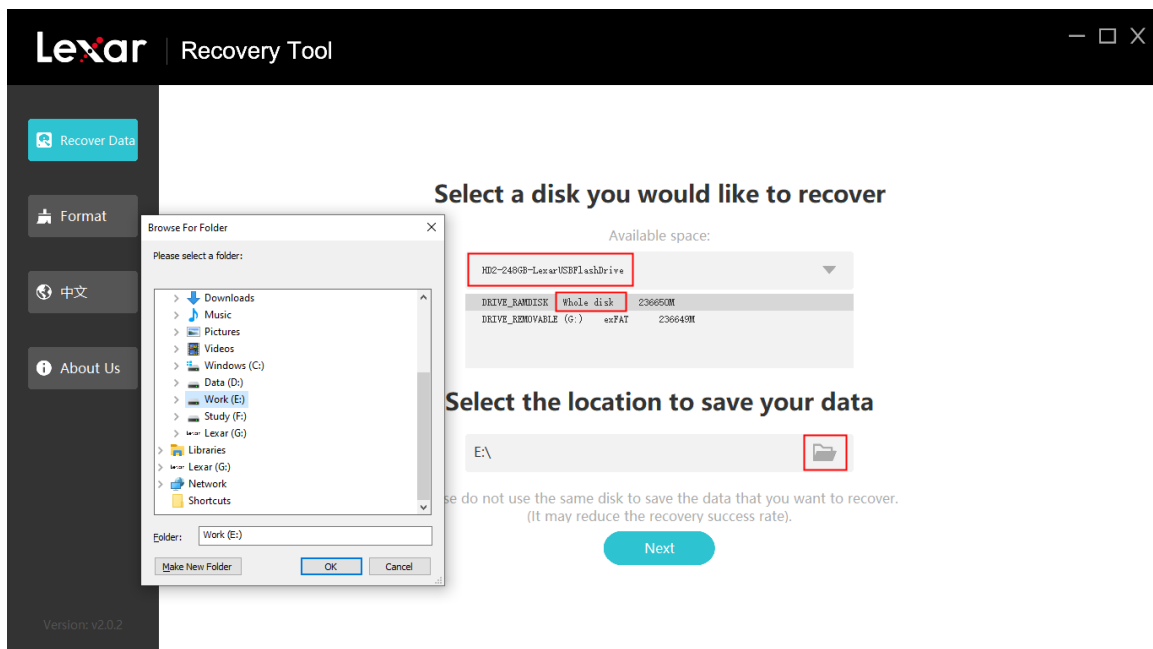 Lexar Recovery Tool
Recover Data
Format
中文
About Us
Version: v2.0.2
Browse For Folder
Please select a folder:
Downloads
Music
Pictures
Videos
Windows (C:)
Data (D:)
Work (E:)
Study (F:)
Lexar (G:)
Libraries
Lexar (G:)
Network
Shortcuts
Folder: Work (E:)
Make New Folder OK Cancel
Select a disk you would like to recover
Available space:
HD2-248GB-LexarUSBFlashDrive
DRIVE_RAMDISK Whole disk 236650M
DRIVE_REMOVABLE (G:) exFAT 236649M
Select the location to save your data
E:\
se do not use the same disk to save the data that you want to recover.
(It may reduce the recovery success rate).
Next